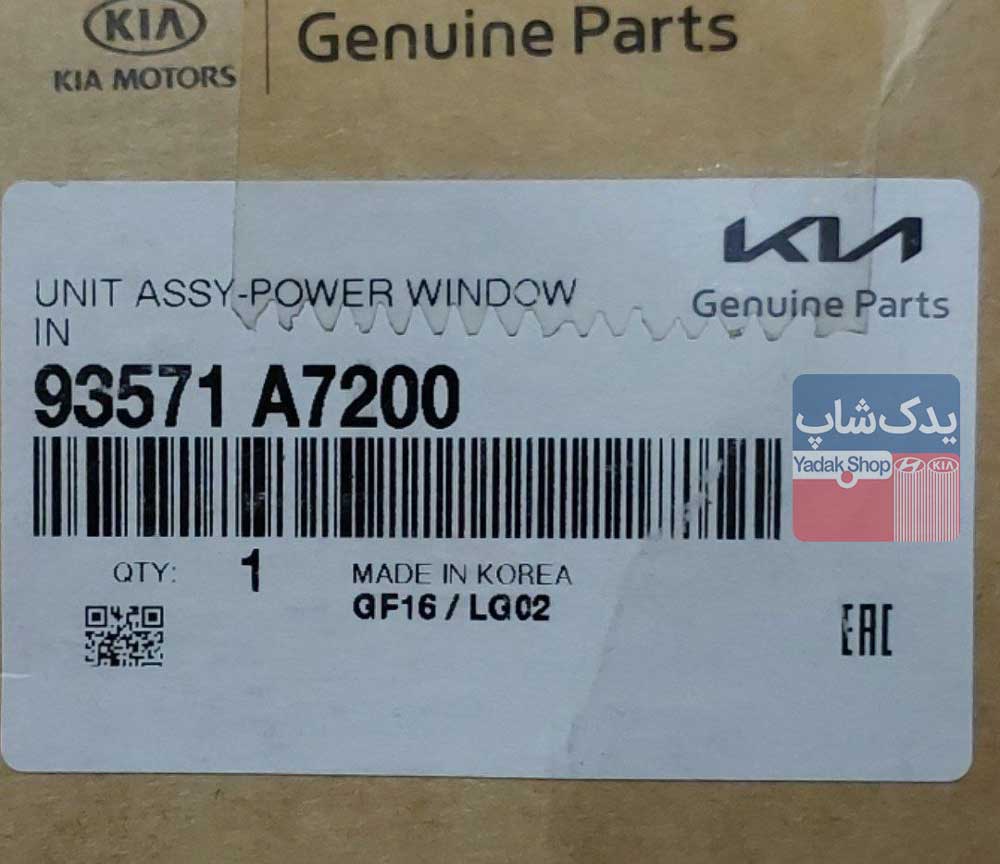 KIA
KIA MOTORS
Genuine Parts
KIA
Genuine Parts
UNIT ASSY-POWER WINDOW
IN
93571 A7200
یدک‌شاپ
Yadak Shop
KIA
QTY: 1
MADE IN KOREA
GF16 / LG02
EAC